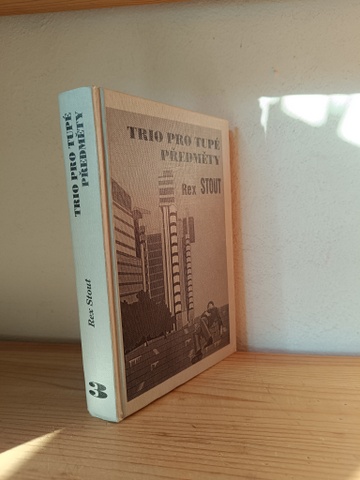 TRIO PRO TUPÉ
PŘEDMĚTY
Rex Stout
3
TRIO PRO TUPÉ
PŘEDMĚTY
Rex STOUT